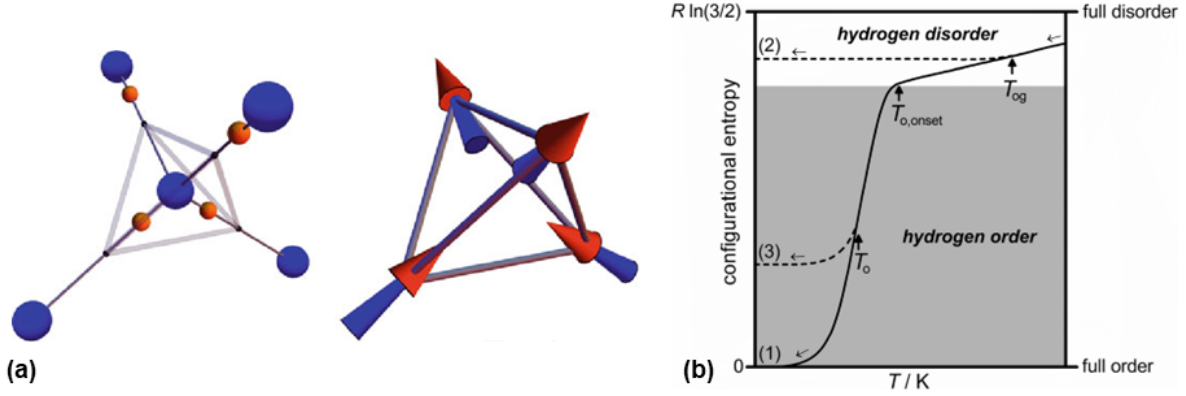 (a)
R ln(3/2)
full disorder
hydrogen disorder
(2) ←
←
T_og
T_o,onset
configurational entropy
hydrogen order
(3) ←
T_o
(1) ←
0
full order
(b)
T / K